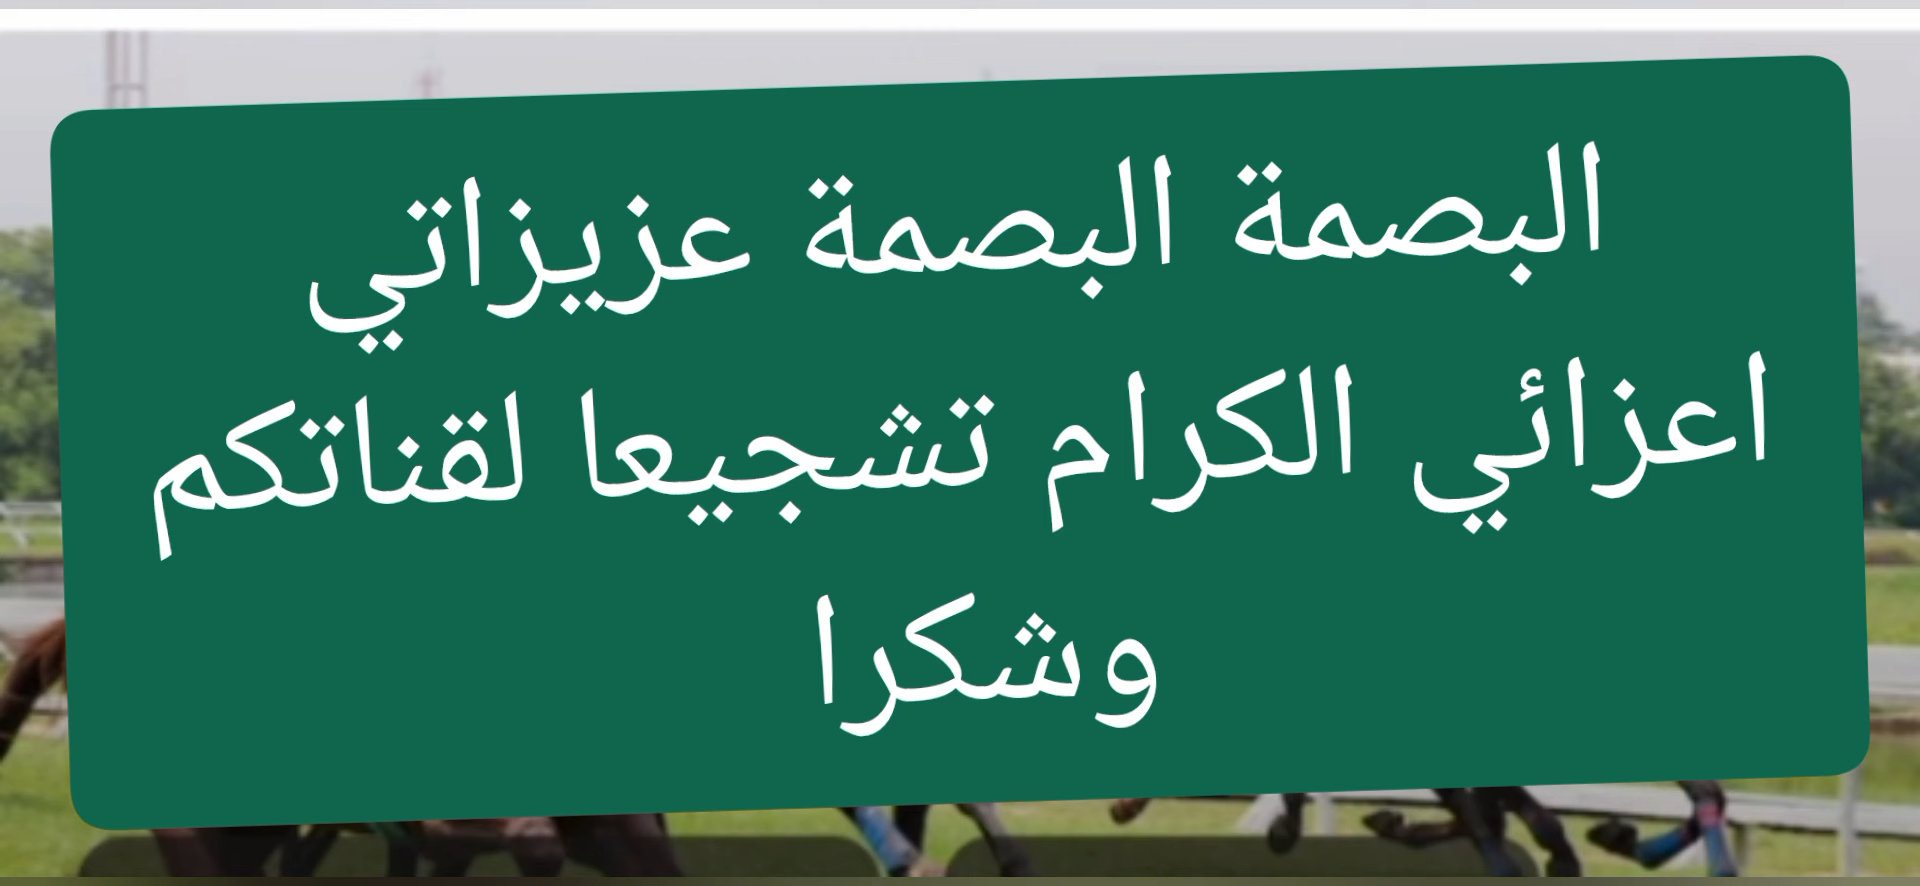 البصمة البصمة عزيزاتي
اعزائي الكرام تشجيعا لقناتكم
وشكرا